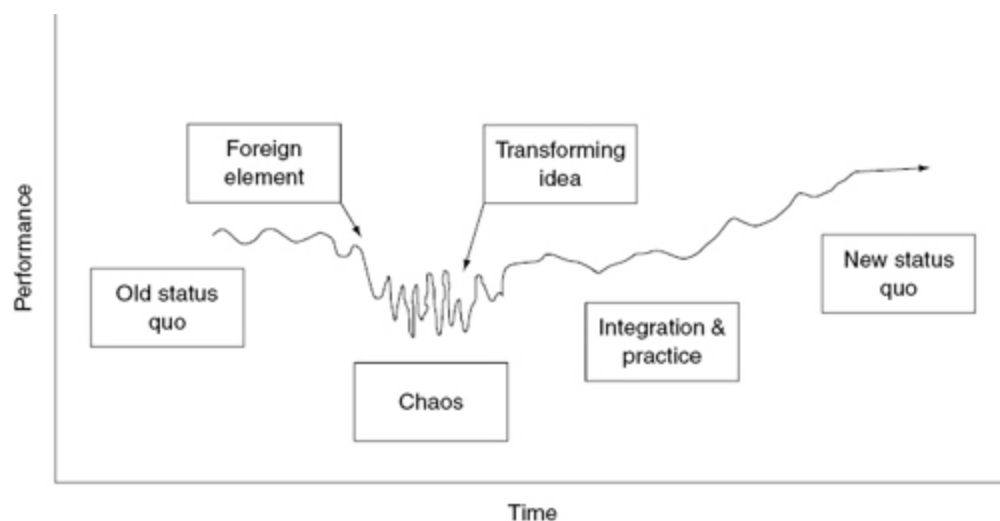 Foreign
element
Transforming
idea
Performance
Old status
quo
New status
quo
Integration &
practice
Chaos
Time